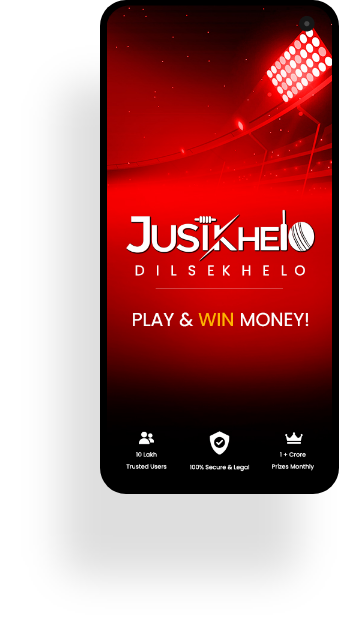 JUSTKHELO
DILSEKHELO
PLAY & WIN MONEY!
10 Lakh
Trusted Users
100% Secure & Legal
1 + Crore
Prizes Monthly